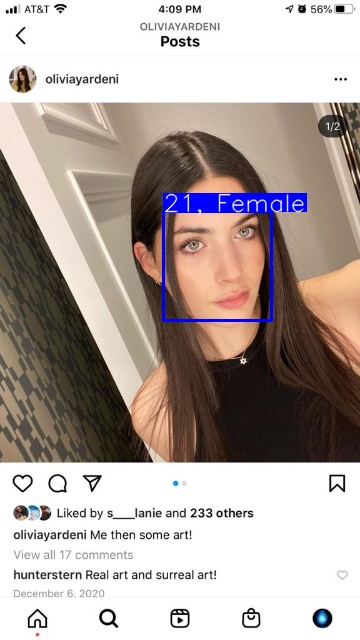 AT&T 4:09 PM 56%
OLIVIAYARDENI
Posts
oliviayardeni
1/2
21, Female
Liked by s___lanie and 233 others
oliviayardeni Me then some art!
View all 17 comments
hunterstern Real art and surreal art!
December 6, 2020